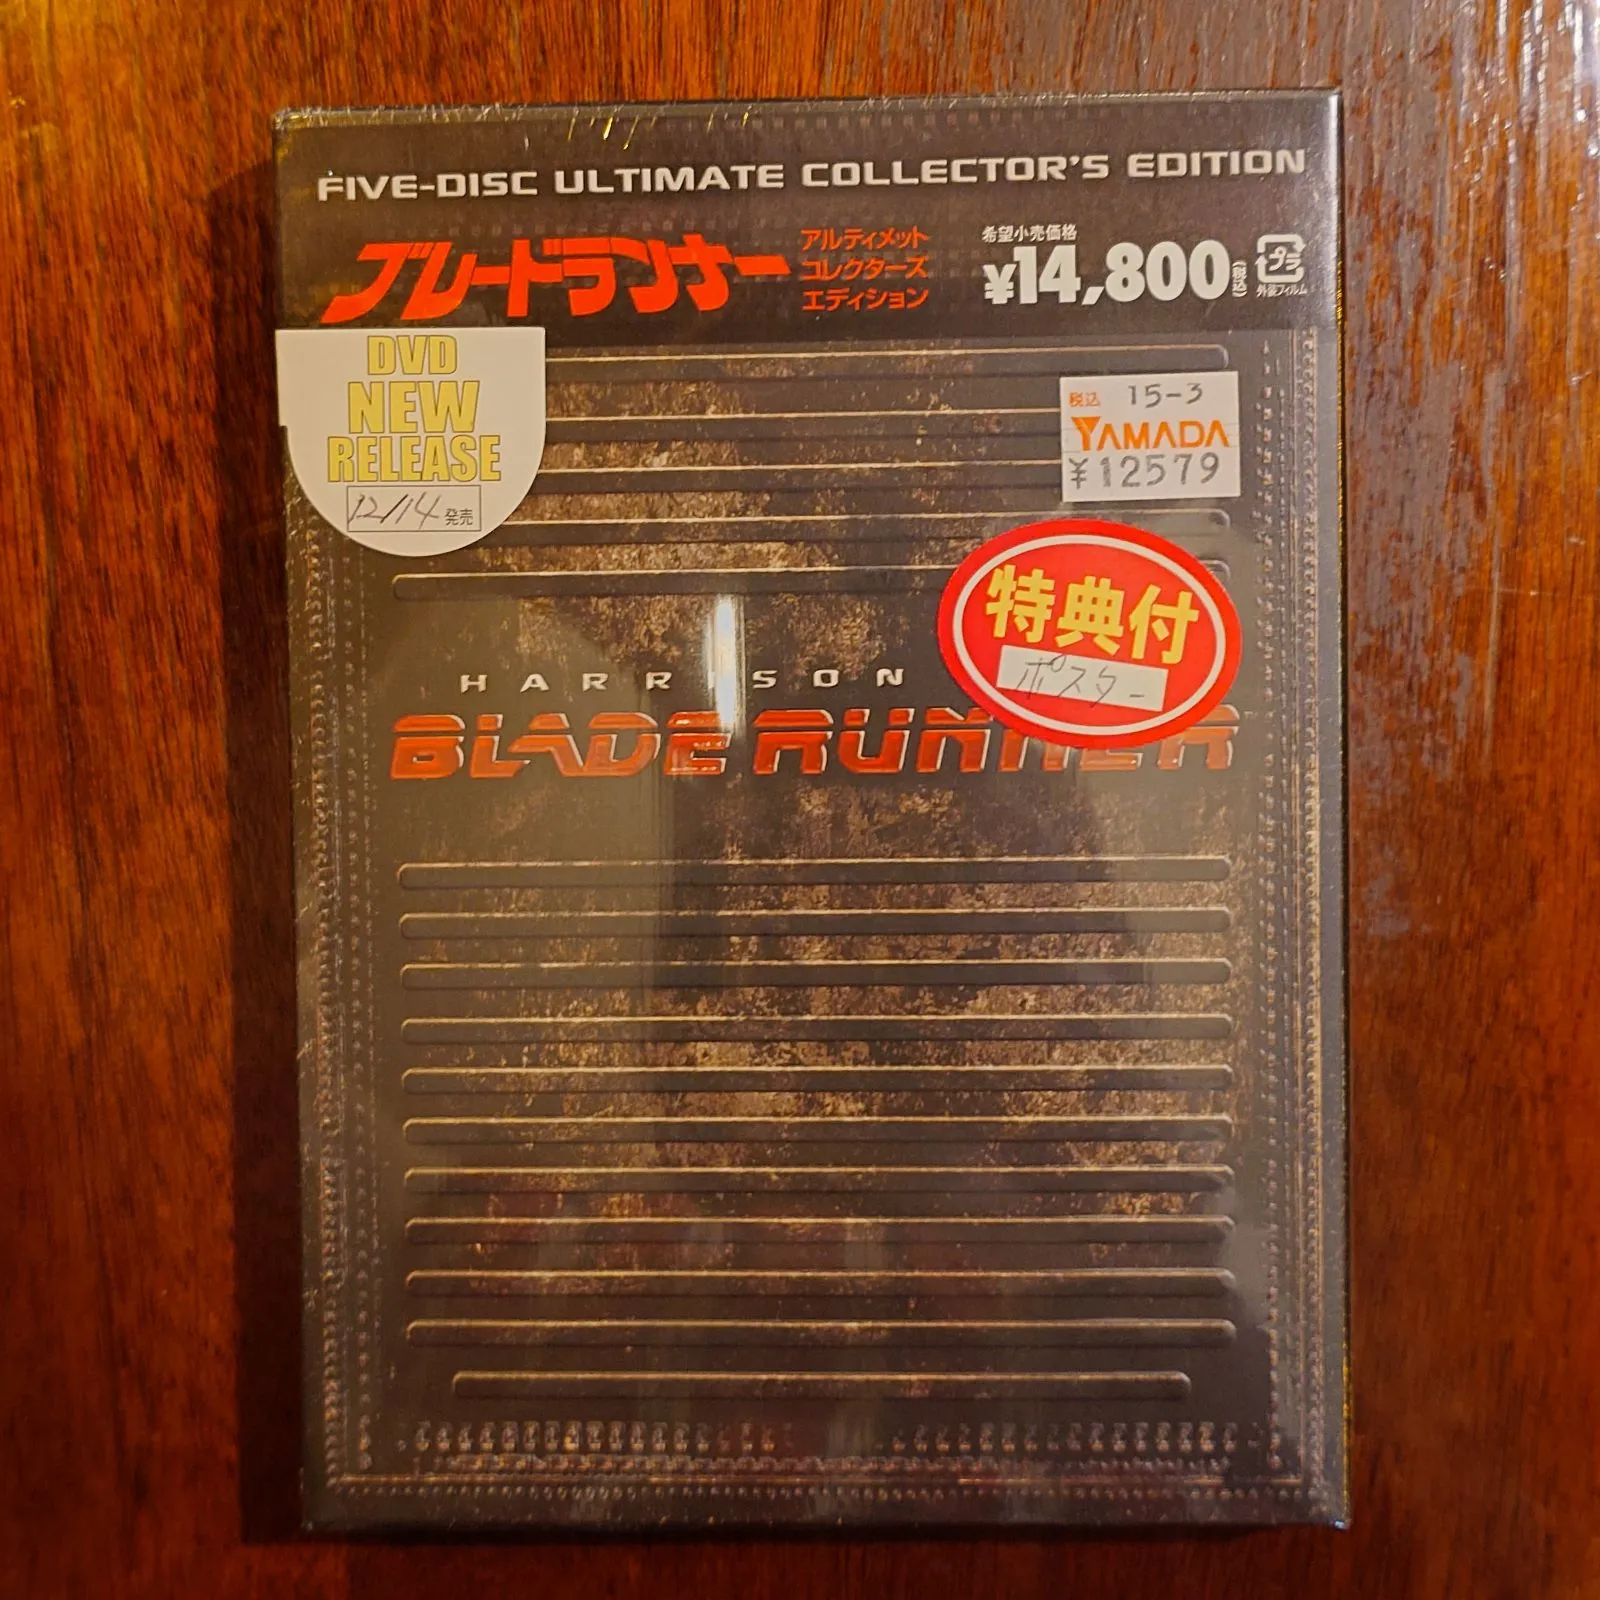 FIVE-DISC ULTIMATE COLLECTOR'S EDITION
ブレードランナー
アルティメット
コレクターズ
エディション
希望小売価格
¥14,800(税込)
プラ
外装フィルム
DVD
NEW
RELEASE
12/14 発売
税込 15-3
YAMADA
¥12579
特典付
ポスター
HARRISON
BLADE RUNNER